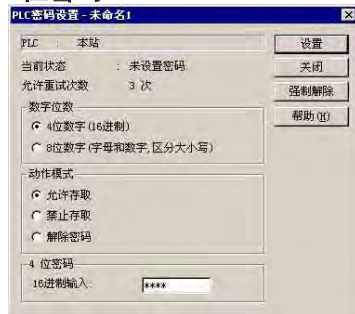 PLC密码设置 - 未命名1
PLC : 本站
设置
当前状态 : 未设置密码
关闭
允许重试次数 3 次
强制解除
数字位数
帮助(H)
4位数字(16进制)
8位数字(字母和数字,区分大小写)
动作模式
允许存取
禁止存取
解除密码
4 位密码
16进制输入: ****